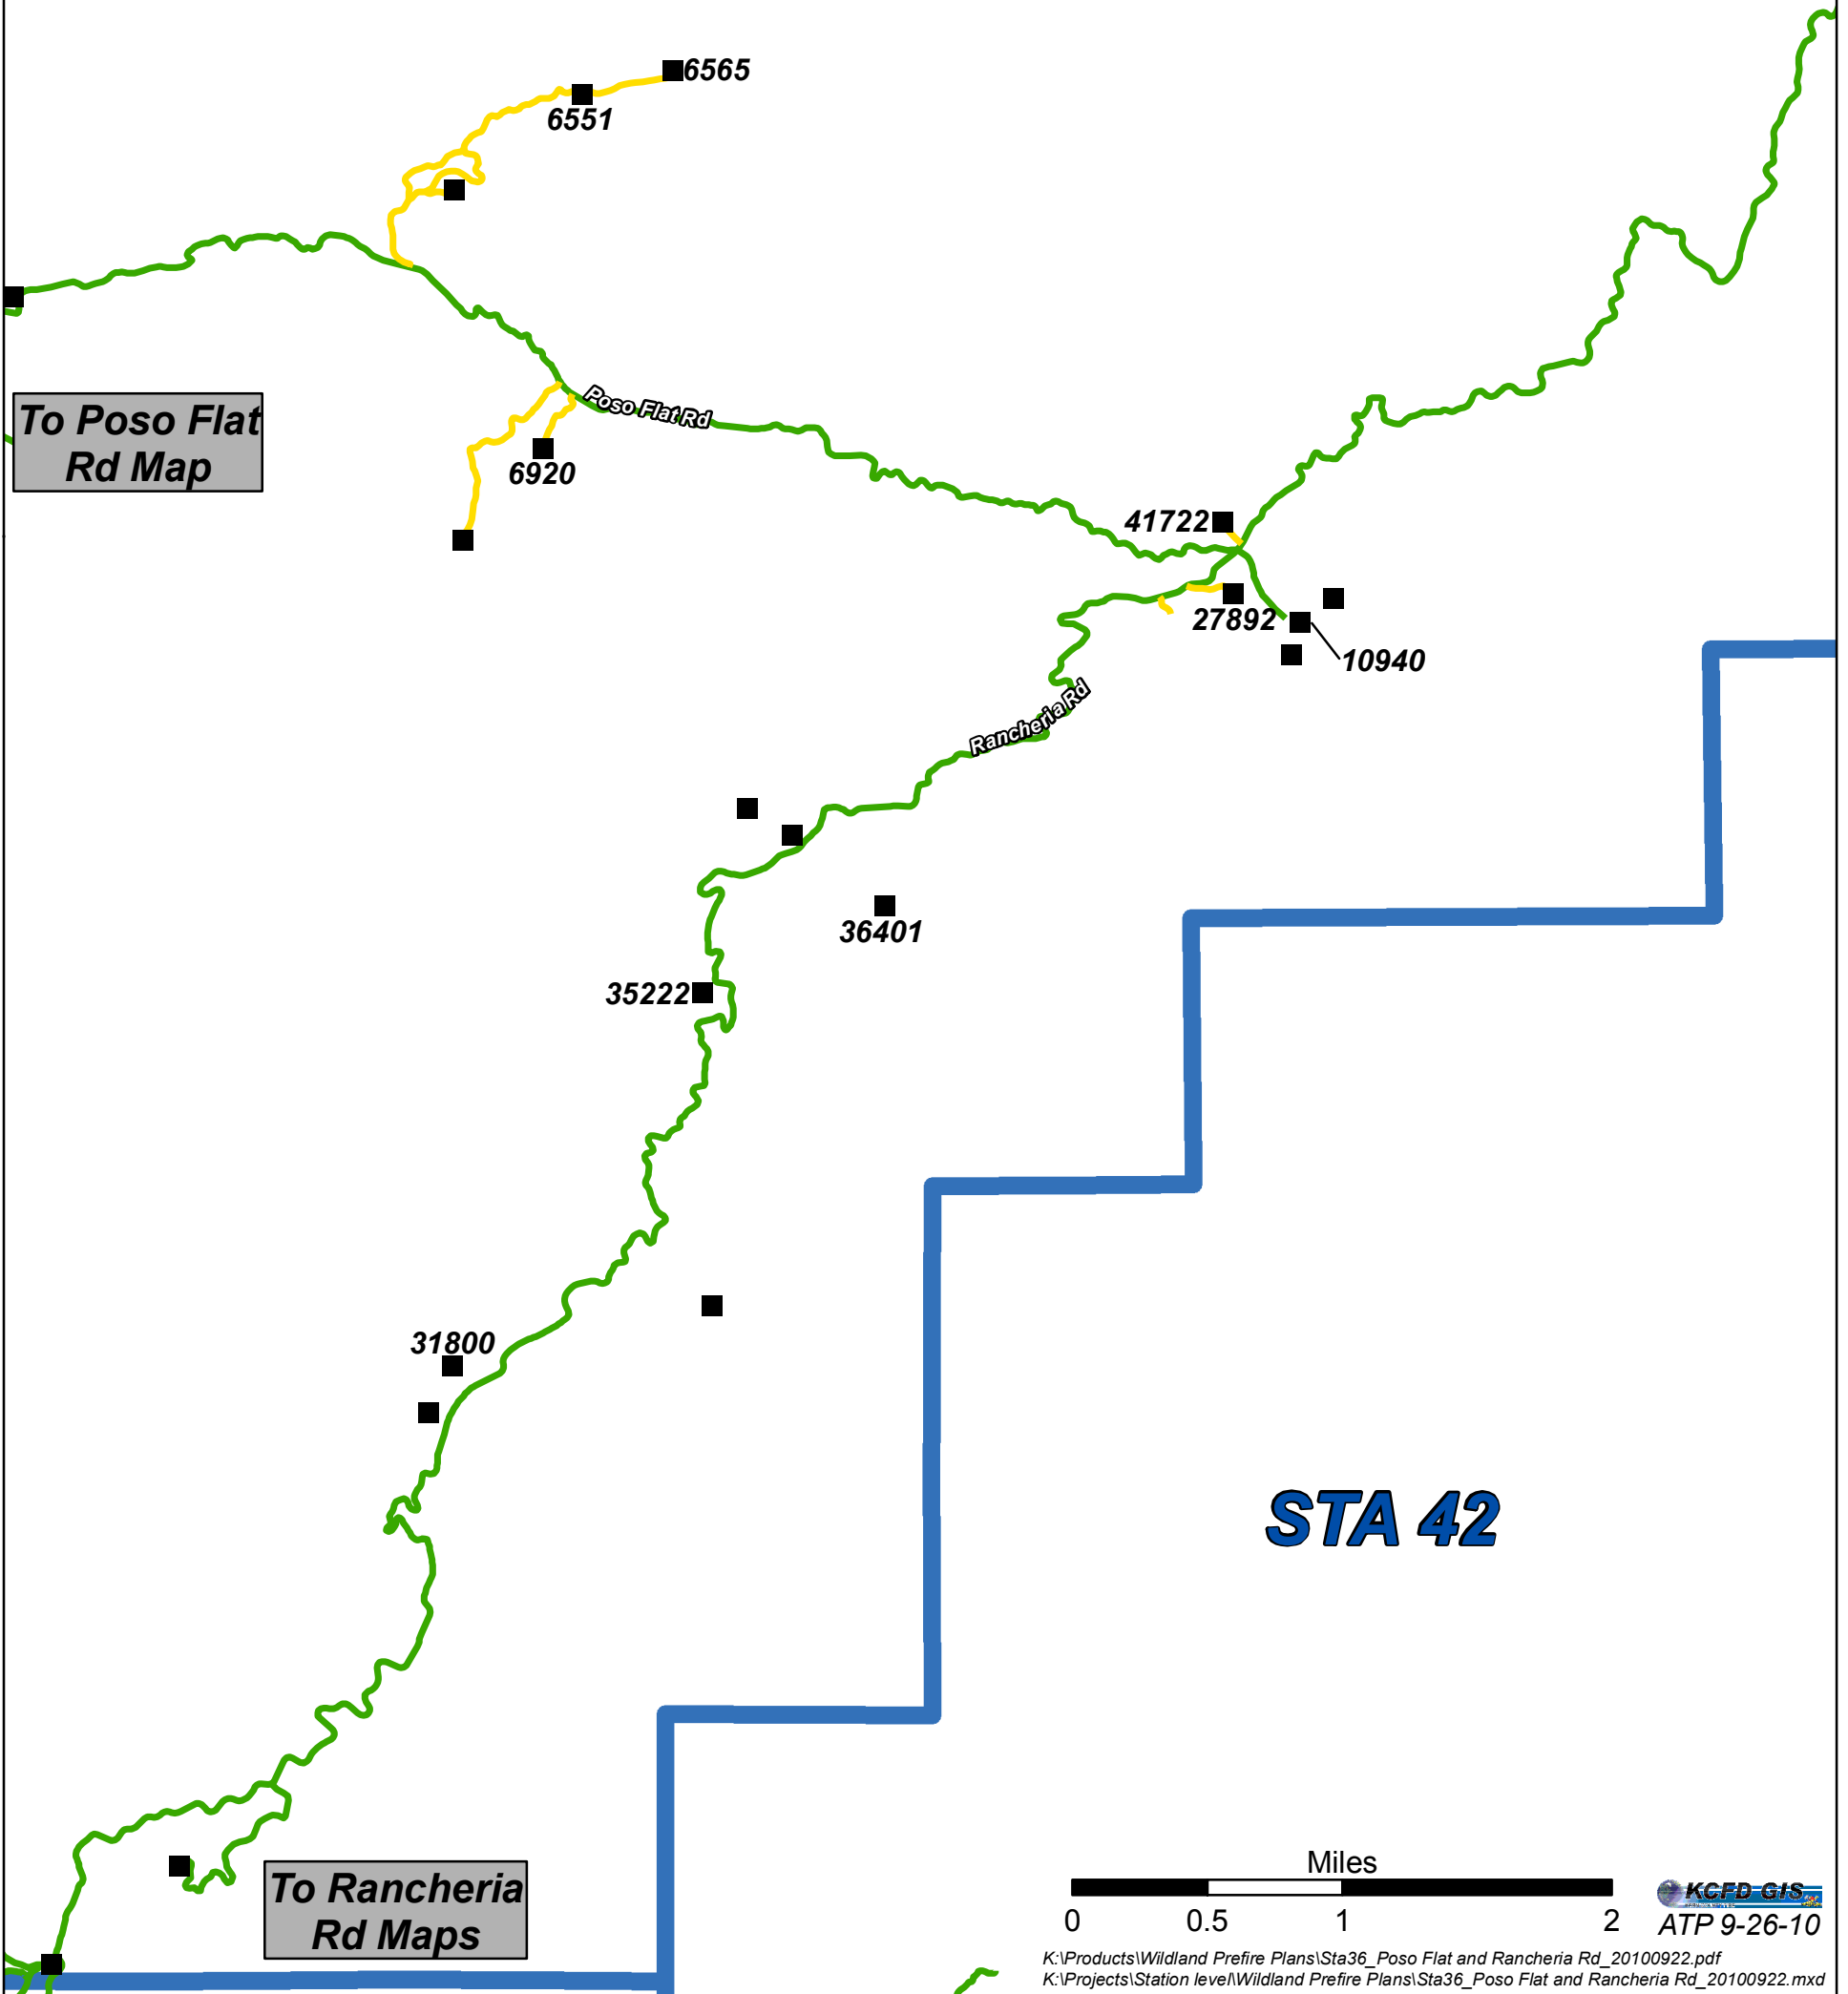 6565
6551
Poso Flat Rd
To Poso Flat
Rd Map
6920
41722
27892
10940
Rancheria Rd
36401
35222
31800
STA 42
To Rancheria
Rd Maps
Miles
0 0.5 1 2
KCFD GIS
ATP 9-26-10
K:\Products\Wildland Prefire Plans\Sta36_Poso Flat and Rancheria Rd_20100922.pdf
K:\Projects\Station level\Wildland Prefire Plans\Sta36_Poso Flat and Rancheria Rd_20100922.mxd